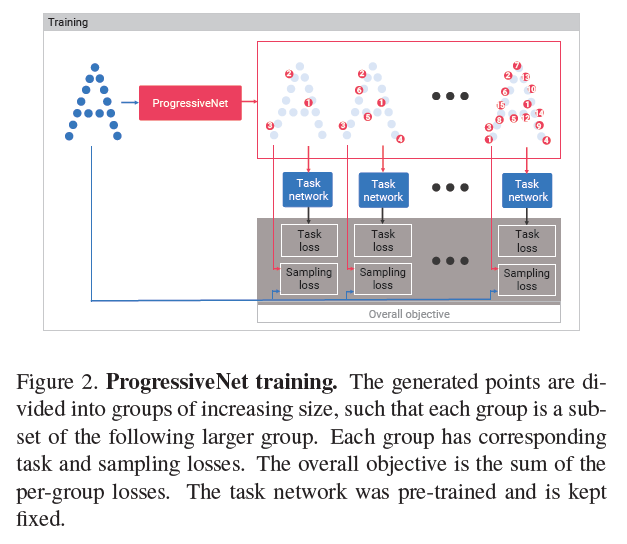 Training
ProgressiveNet
2 1 3
2 6 1 5 3 4
7 2 13 6 10 15 1 14 8 5 12 9 3 1 4
Task network
Task network
Task network
Task loss
Task loss
Task loss
Sampling loss
Sampling loss
Sampling loss
Overall objective
Figure 2. ProgressiveNet training. The generated points are di-
vided into groups of increasing size, such that each group is a sub-
set of the following larger group. Each group has corresponding
task and sampling losses. The overall objective is the sum of the
per-group losses. The task network was pre-trained and is kept
fixed.